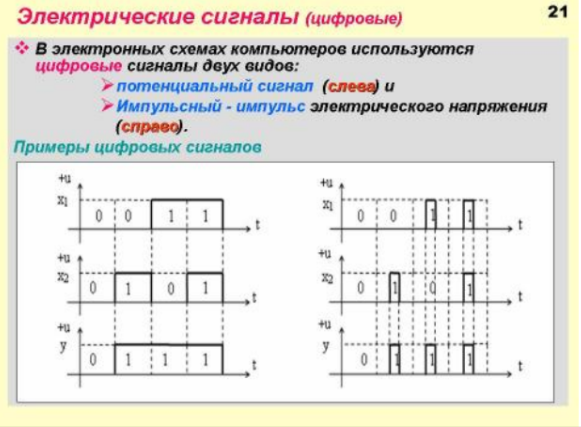 Электрические сигналы (цифровые)
21
В электронных схемах компьютеров используются
цифровые сигналы двух видов:
потенциальный сигнал (слева) и
Импульсный - импульс электрического напряжения
(справо).
Примеры цифровых сигналов
+u
x1
0 0 1 1
t
+u
x2
0 1 0 1
t
+u
y
0 1 1 1
t
+u
x1
0 0 1 1
t
+u
x2
0 1 0 1
t
+u
y
0 1 1 1
t